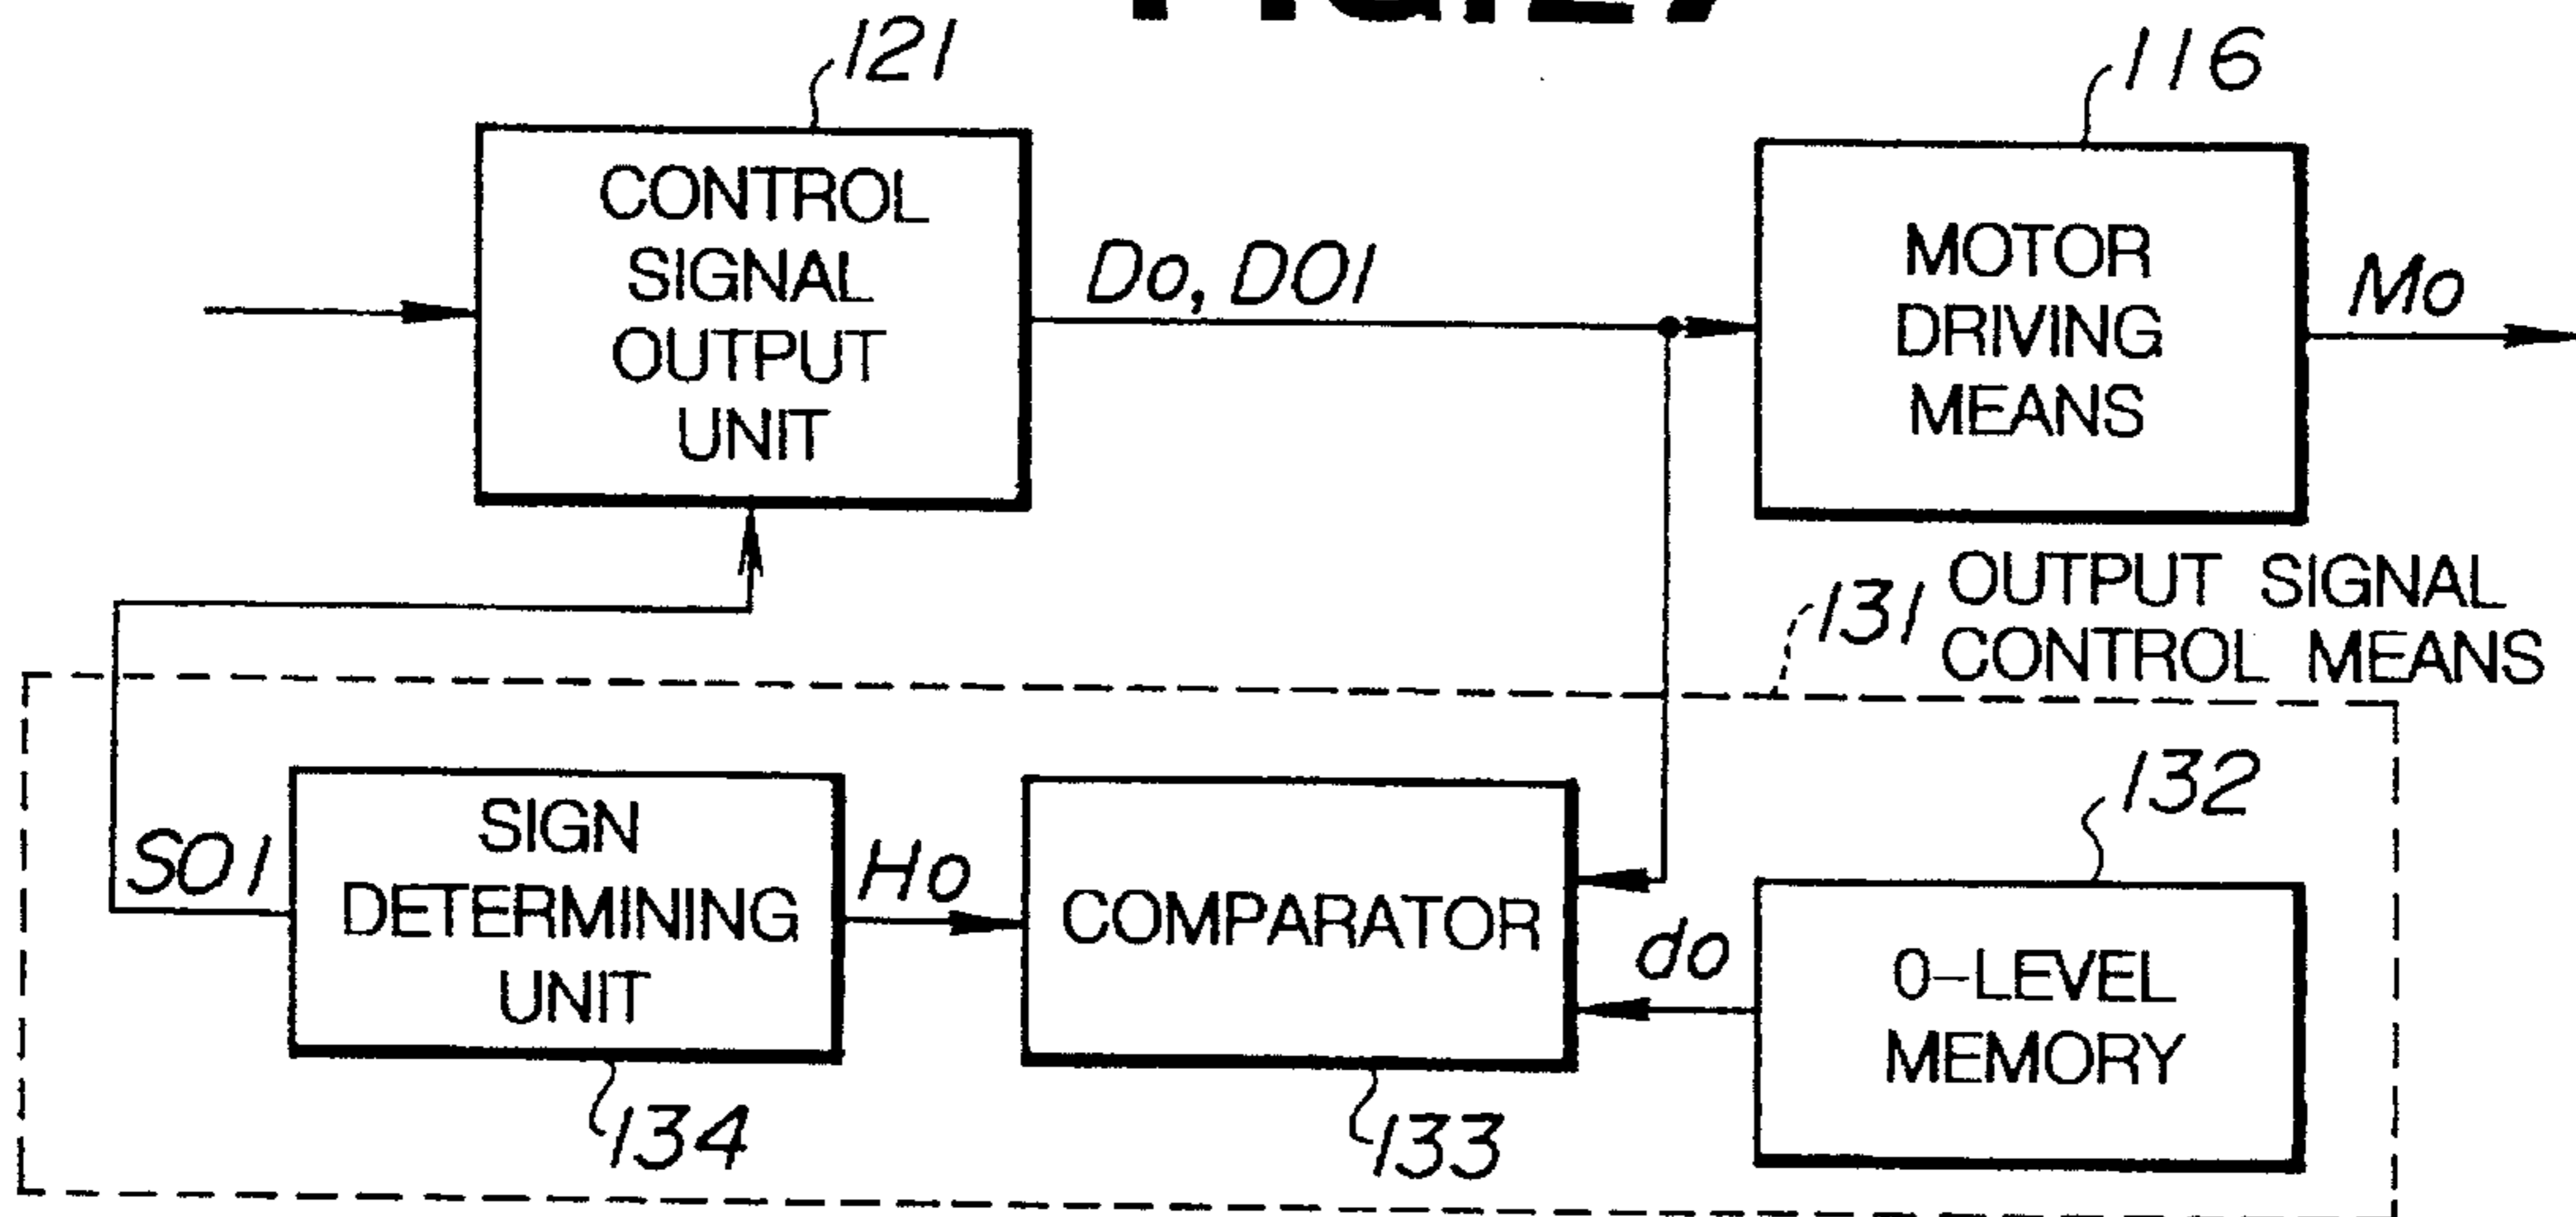 121
116
CONTROL
SIGNAL
OUTPUT
UNIT
Do, DO1
MOTOR
DRIVING
MEANS
Mo
131 OUTPUT SIGNAL
CONTROL MEANS
SO1
SIGN
DETERMINING
UNIT
Ho
COMPARATOR
do
132
0-LEVEL
MEMORY
134
133